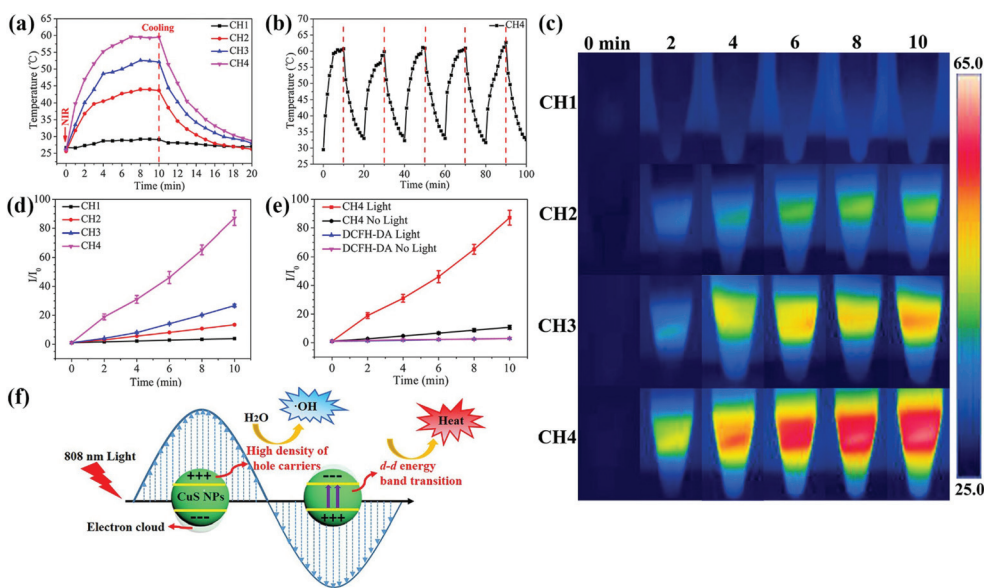 (a)
Cooling
CH1
CH2
CH3
CH4
NIR
Temperature (℃)
65
60
55
50
45
40
35
30
25
0 2 4 6 8 10 12 14 16 18 20
Time (min)
(b)
CH4
Temperature (℃)
75
70
65
60
55
50
45
40
35
30
25
0 20 40 60 80 100
Time (min)
(c)
0 min 2 4 6 8 10
CH1
CH2
CH3
CH4
65.0
25.0
(d)
CH1
CH2
CH3
CH4
I/I0
100
80
60
40
20
0
0 2 4 6 8 10
Time (min)
(e)
CH4 Light
CH4 No Light
DCFH-DA Light
DCFH-DA No Light
I/I0
100
80
60
40
20
0
0 2 4 6 8 10
Time (min)
(f)
808 nm Light
H2O
·OH
High density of
hole carriers
+++
CuS NPs
---
Electron cloud
Heat
d-d energy
band transition
---
+++